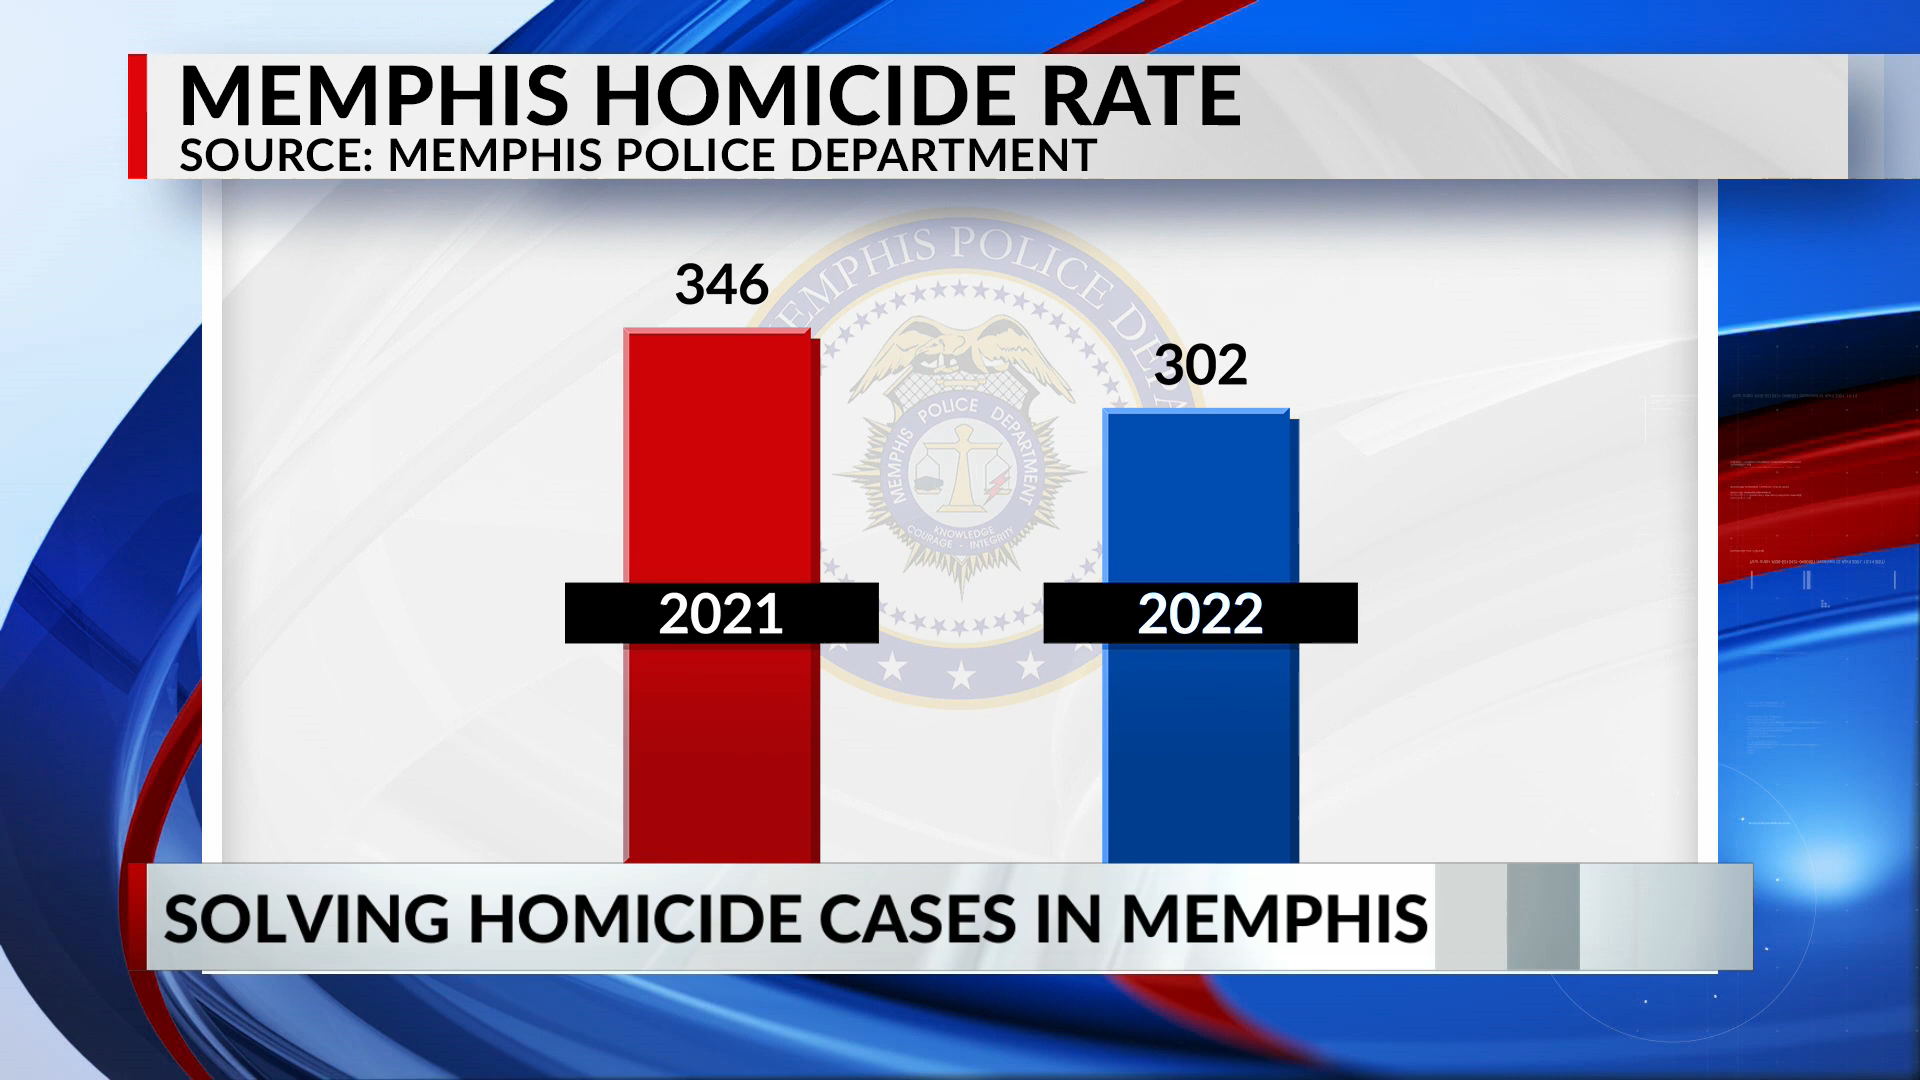 MEMPHIS HOMICIDE RATE
SOURCE: MEMPHIS POLICE DEPARTMENT
MEMPHIS POLICE DEPA
346
302
POLICE
MEMPHIS DEPARTMENT
KNOWLEDGE
COURAGE - INTEGRITY
2021
2022
SOLVING HOMICIDE CASES IN MEMPHIS